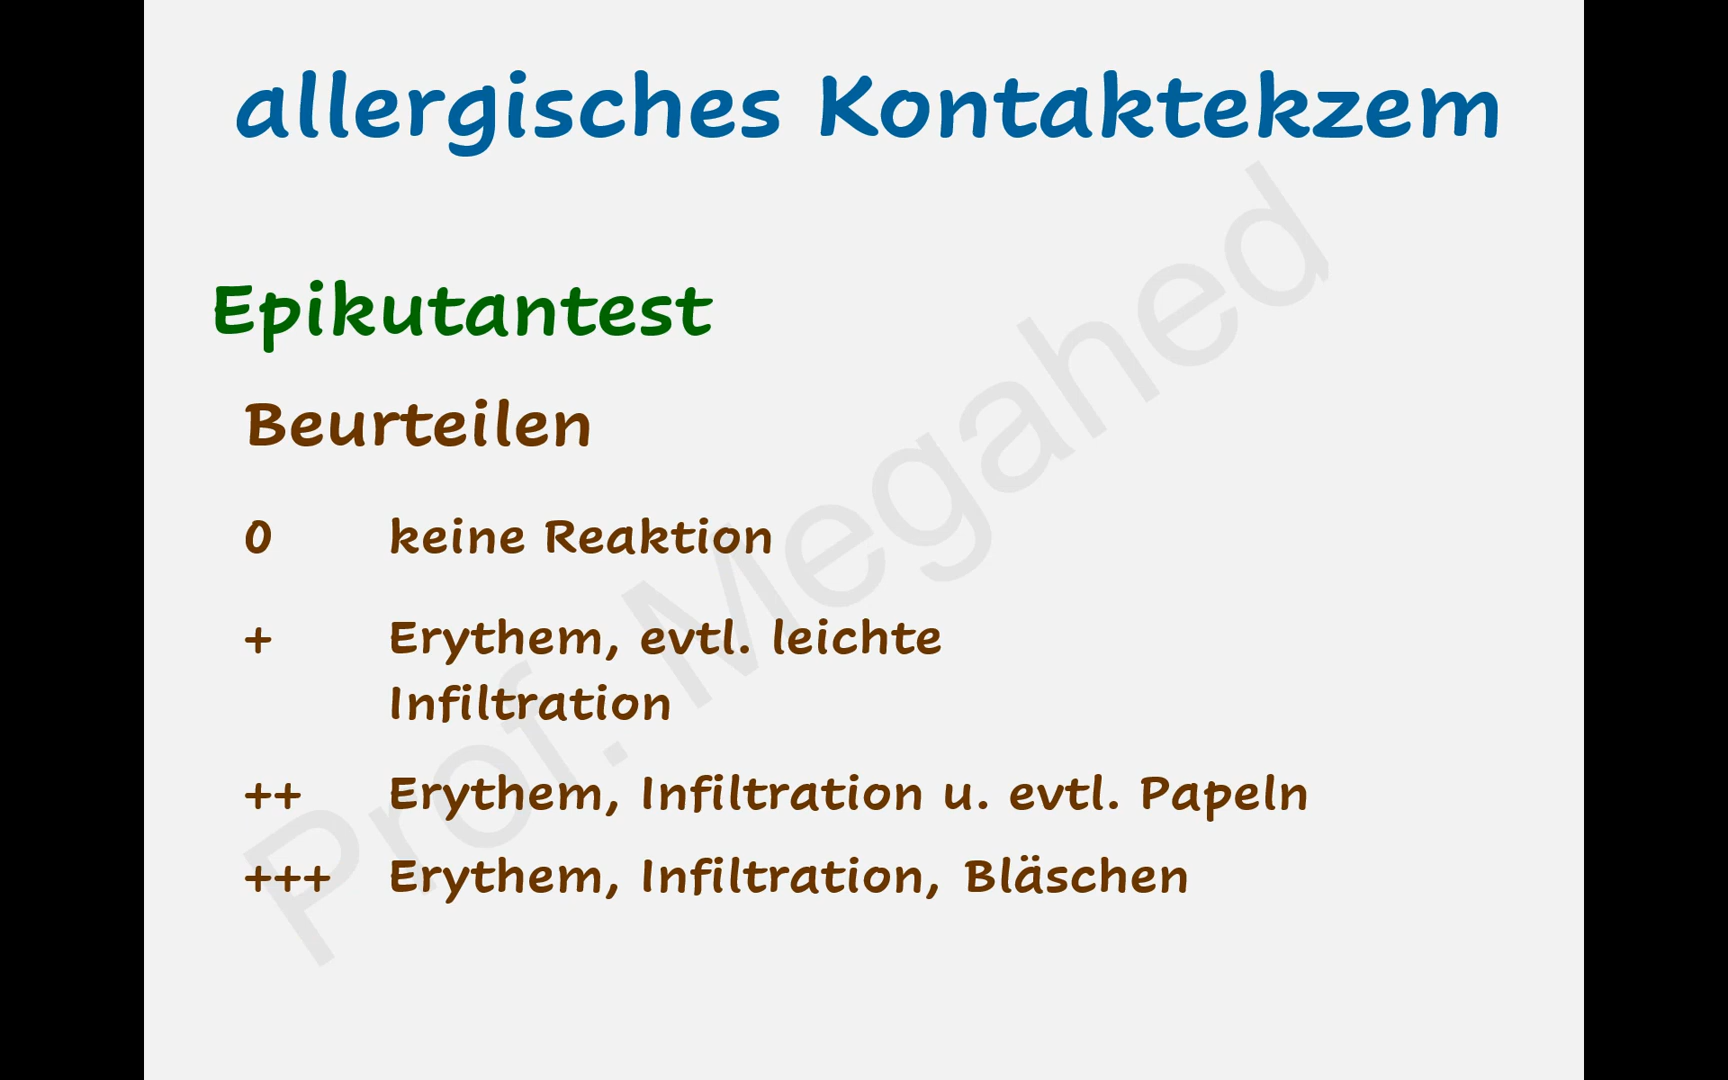 allergisches Kontaktekzem
Epikutantest
Beurteilen
0 keine Reaktion
+ Erythem, evtl. leichte
Infiltration
++ Erythem, Infiltration u. evtl. Papeln
+++ Erythem, Infiltration, Bläschen
Prof. Megahed